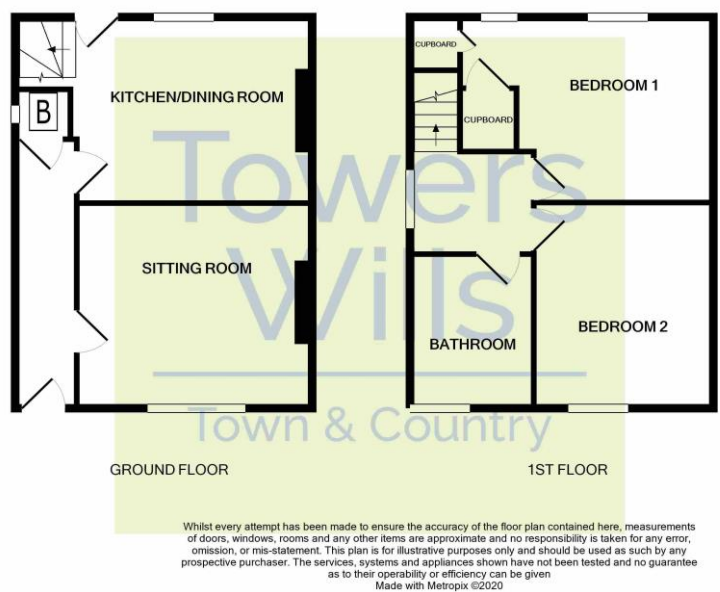 CUPBOARD
B
KITCHEN/DINING ROOM
BEDROOM 1
CUPBOARD
Towers
Wills
SITTING ROOM
BEDROOM 2
BATHROOM
Town & Country
GROUND FLOOR
1ST FLOOR
Whilst every attempt has been made to ensure the accuracy of the floor plan contained here, measurements
of doors, windows, rooms and any other items are approximate and no responsibility is taken for any error,
omission, or mis-statement. This plan is for illustrative purposes only and should be used as such by any
prospective purchaser. The services, systems and appliances shown have not been tested and no guarantee
as to their operability or efficiency can be given
Made with Metropix ©2020